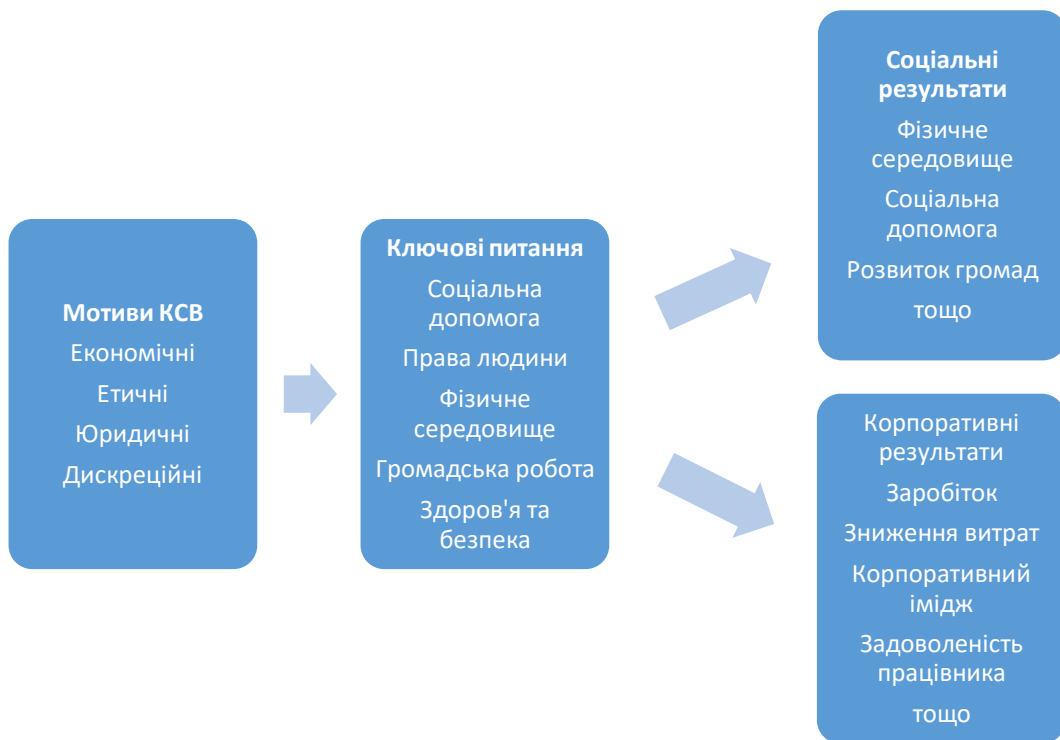 Мотиви КСВ
Економічні
Етичні
Юридичні
Дискреційні
Ключові питання
Соціальна
допомога
Права людини
Фізичне
середовище
Громадська робота
Здоров'я та
безпека
Соціальні
результати
Фізичне
середовище
Соціальна
допомога
Розвиток громад
тощо
Корпоративні
результати
Заробіток
Зниження витрат
Корпоративний
імідж
Задоволеність
працівника
тощо